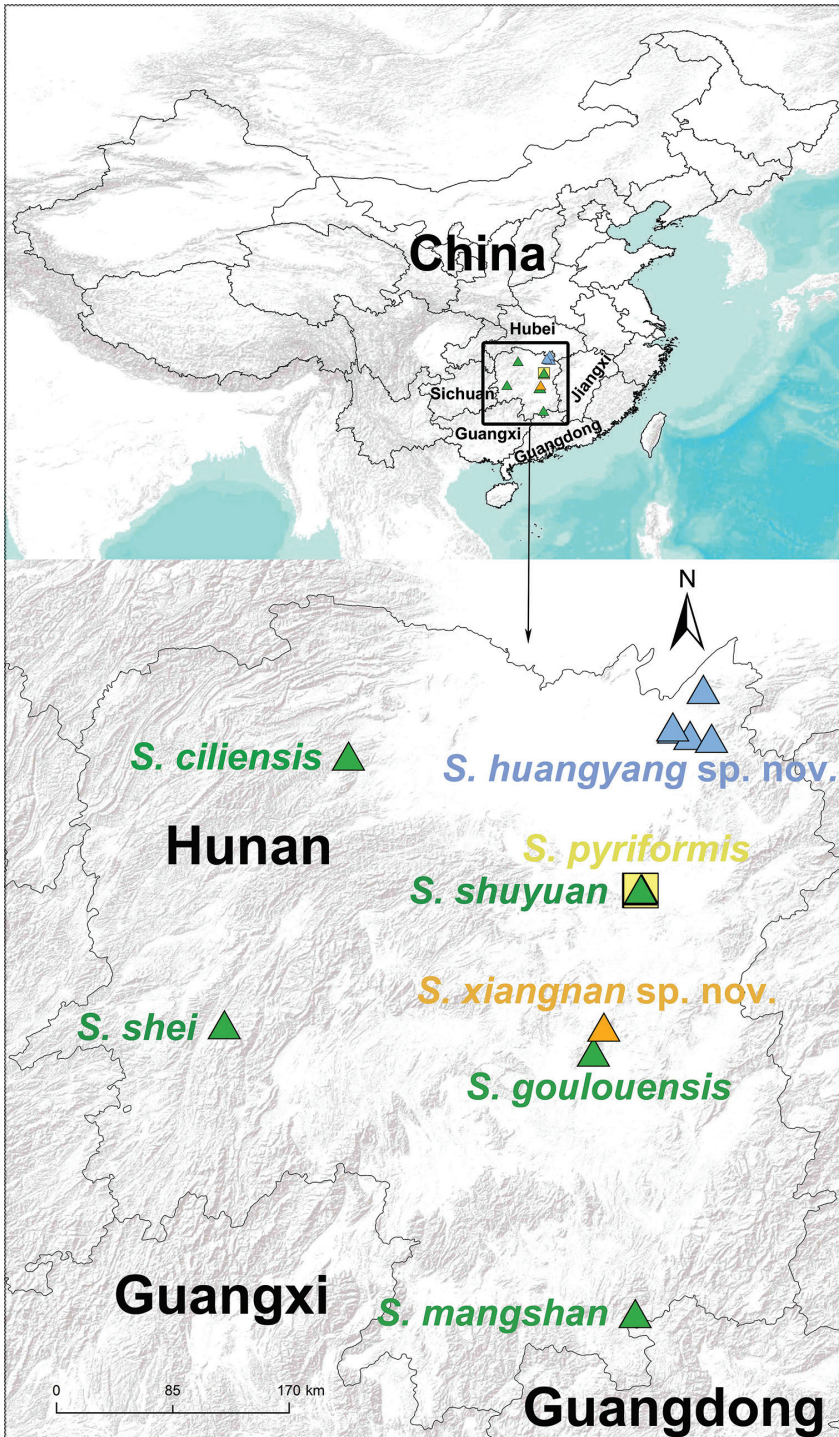 China
Hubei
Sichuan
Jiangxi
Guangxi
Guangdong
N
S. ciliensis
S. huangyang sp. nov.
Hunan
S. pyriformis
S. shuyuan
S. xiangnan sp. nov.
S. shei
S. goulouensis
Guangxi
S. mangshan
0 85 170 km
Guangdong